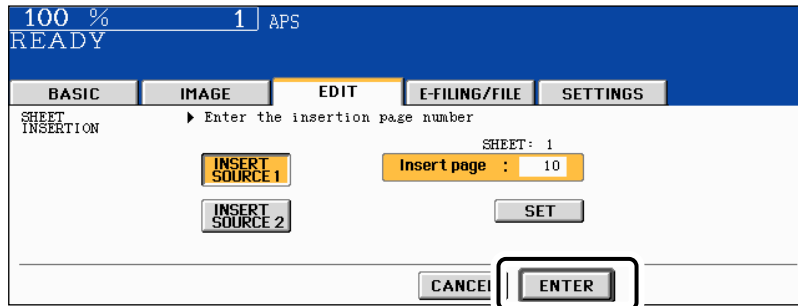 100 % 1 APS
READY
BASIC IMAGE EDIT E-FILING/FILE SETTINGS
SHEET INSERTION
Enter the insertion page number
SHEET: 1
INSERT SOURCE 1
Insert page : 10
INSERT SOURCE 2
SET
CANCEL ENTER